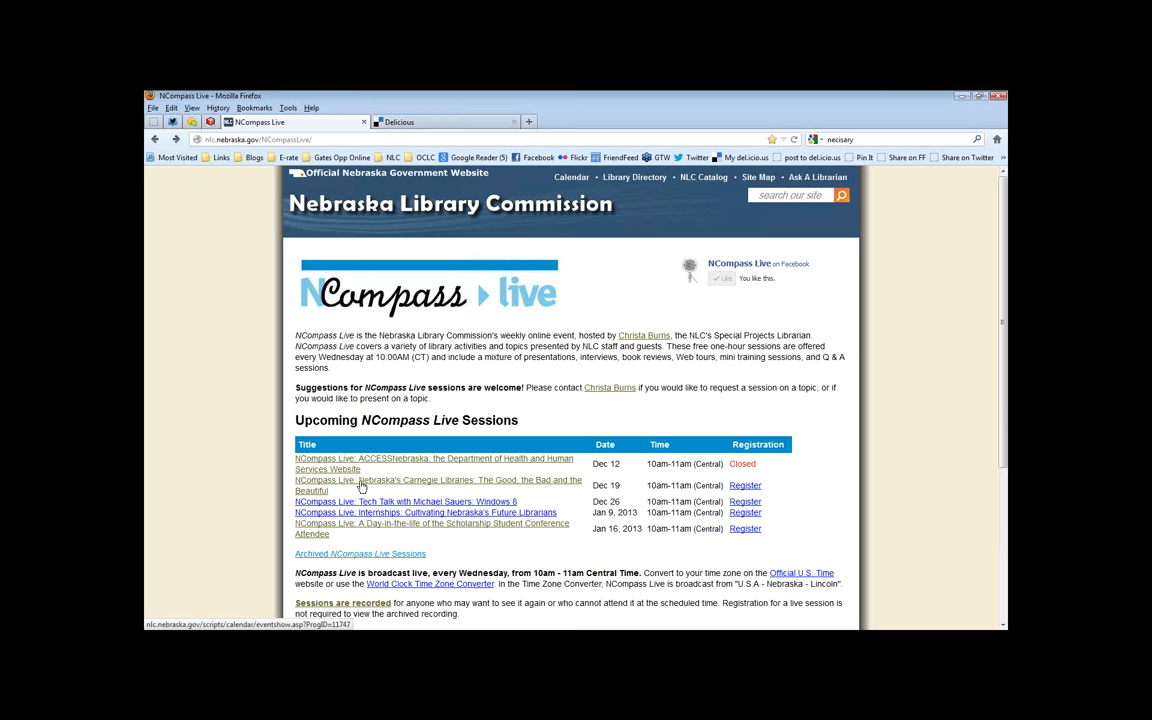 NCompass Live - Mozilla Firefox
File Edit View History Bookmarks Tools Help
NCompass Live × Delicious × +
nlc.nebraska.gov/NCompassLive/ necisary
Most Visited Links Blogs E-rate Gates Opp Online NLC OCLC Google Reader (5) Facebook Flickr FriendFeed GTW Twitter My del.icio.us post to del.icio.us Pin It Share on FF Share on Twitter »
Official Nebraska Government Website
Calendar • Library Directory • NLC Catalog • Site Map • Ask A Librarian
Nebraska Library Commission
search our site
NCompass live
NCompass Live on Facebook
Like You like this.
NCompass Live is the Nebraska Library Commission's weekly online event, hosted by Christa Burns, the NLC's Special Projects Librarian.
NCompass Live covers a variety of library activities and topics presented by NLC staff and guests. These free one-hour sessions are offered
every Wednesday at 10:00AM (CT) and include a mixture of presentations, interviews, book reviews, Web tours, mini training sessions, and Q & A
sessions.
Suggestions for NCompass Live sessions are welcome! Please contact Christa Burns if you would like to request a session on a topic, or if
you would like to present on a topic.
Upcoming NCompass Live Sessions
Title Date Time Registration
NCompass Live: ACCESSNebraska: the Department of Health and Human
Services Website Dec 12 10am-11am (Central) Closed
NCompass Live: Nebraska's Carnegie Libraries: The Good, the Bad and the
Beautiful Dec 19 10am-11am (Central) Register
NCompass Live: Tech Talk with Michael Sauers: Windows 8 Dec 26 10am-11am (Central) Register
NCompass Live: Internships: Cultivating Nebraska's Future Librarians Jan 9, 2013 10am-11am (Central) Register
NCompass Live: A Day-in-the-life of the Scholarship Student Conference
Attendee Jan 16, 2013 10am-11am (Central) Register
Archived NCompass Live Sessions
NCompass Live is broadcast live, every Wednesday, from 10am - 11am Central Time. Convert to your time zone on the Official U.S. Time
website or use the World Clock Time Zone Converter. In the Time Zone Converter, NCompass Live is broadcast from "U.S.A - Nebraska - Lincoln".
Sessions are recorded for anyone who may want to see it again or who cannot attend it at the scheduled time. Registration for a live session is
not required to view the archived recording.
nlc.nebraska.gov/scripts/calendar/eventshow.asp?ProgID=11747